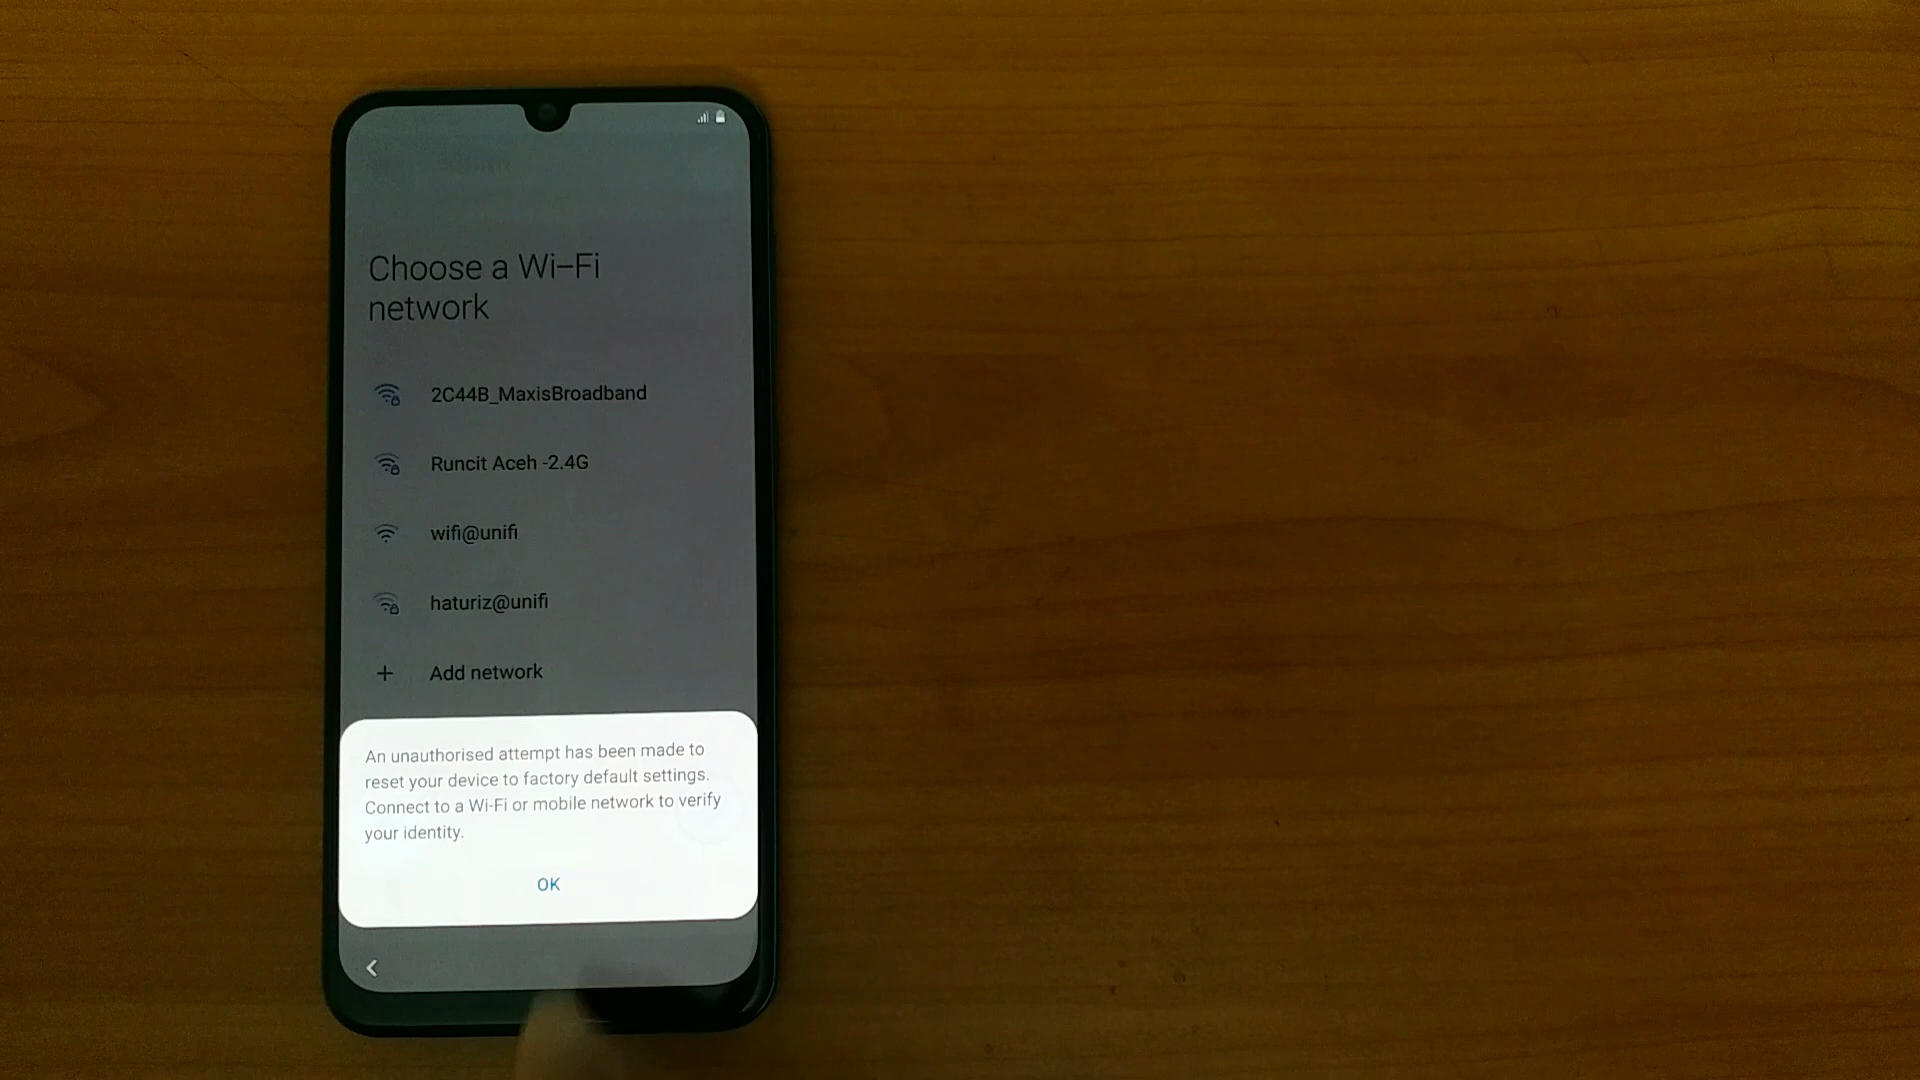 Choose a Wi-Fi
network
2C44B_MaxisBroadband
Runcit Aceh -2.4G
wifi@unifi
haturiz@unifi
+ Add network
An unauthorised attempt has been made to
reset your device to factory default settings.
Connect to a Wi-Fi or mobile network to verify
your identity.
OK